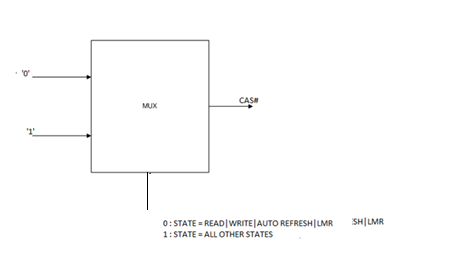 '0'
CAS#
MUX
'1'
0 : STATE = READ|WRITE|AUTO REFRESH|LMR
SH|LMR
1 : STATE = ALL OTHER STATES